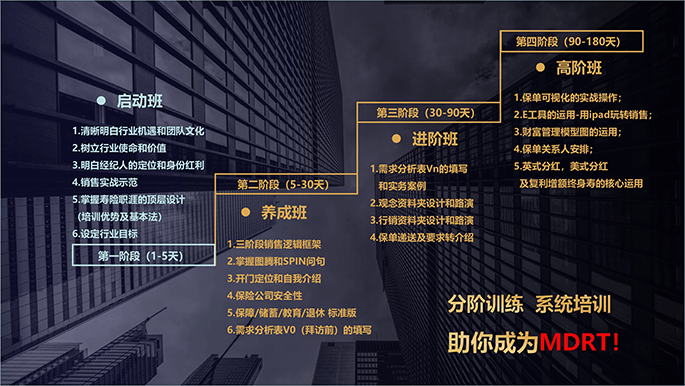 启动班
1.清晰明白行业机遇和团队文化
2.树立行业使命和价值
3.明白经纪人的定位和身份红利
4.销售实战示范
5.掌握寿险职涯的顶层设计
（培训优势及基本法）
6.设定行业目标
第一阶段（1-5天）
第二阶段（5-30天）
养成班
1.三阶段销售逻辑框架
2.掌握图腾和SPIN问句
3.开门定位和自我介绍
4.保险公司安全性
5.保障/储蓄/教育/退休 标准版
6.需求分析表V0（拜访前）的填写
第三阶段（30-90天）
进阶班
1.需求分析表Vn的填写
和实务案例
2.观念资料夹设计和路演
3.行销资料夹设计和路演
4.保单递送及要求转介绍
第四阶段（90-180天）
高阶班
1.保单可视化的实战操作；
2.E工具的运用-用ipad玩转销售；
3.财富管理模型图的运用；
4.保单关系人安排；
5.英式分红，美式分红
及复利增额终身寿的核心运用
分阶训练 系统培训
助你成为MDRT！